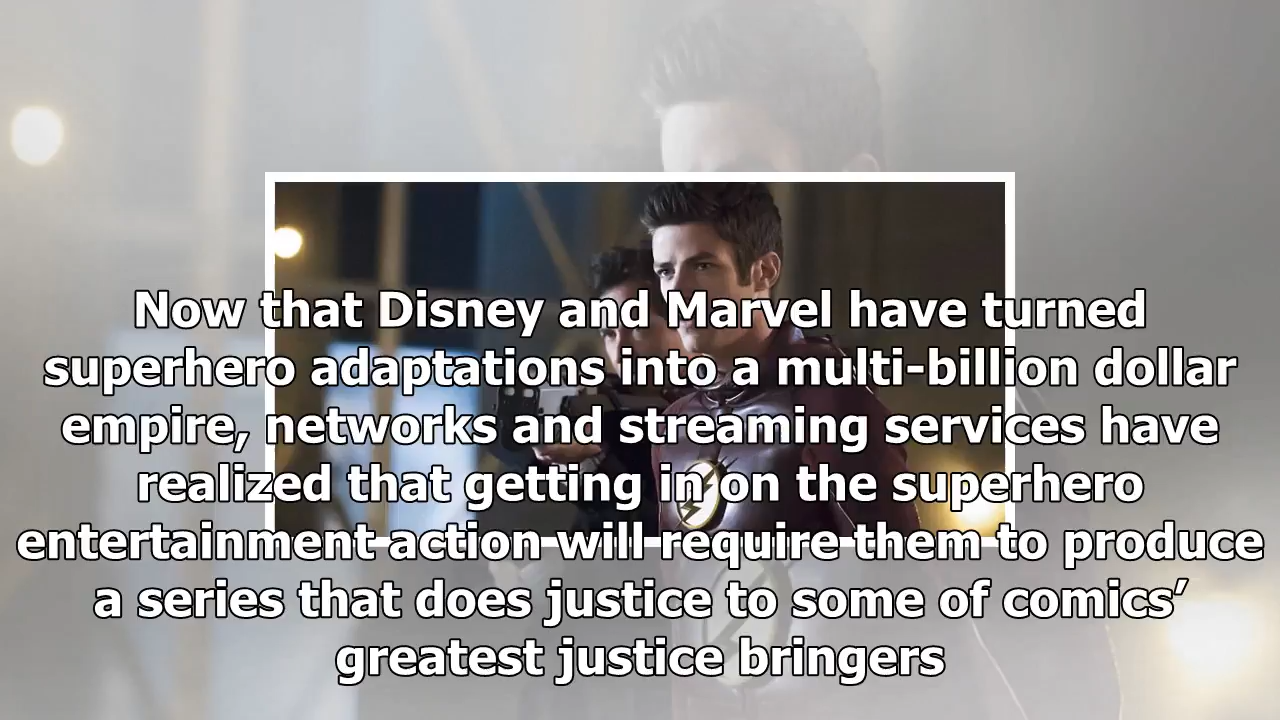 Now that Disney and Marvel have turned
superhero adaptations into a multi-billion dollar
empire, networks and streaming services have
realized that getting in on the superhero
entertainment action will require them to produce
a series that does justice to some of comics’
greatest justice bringers